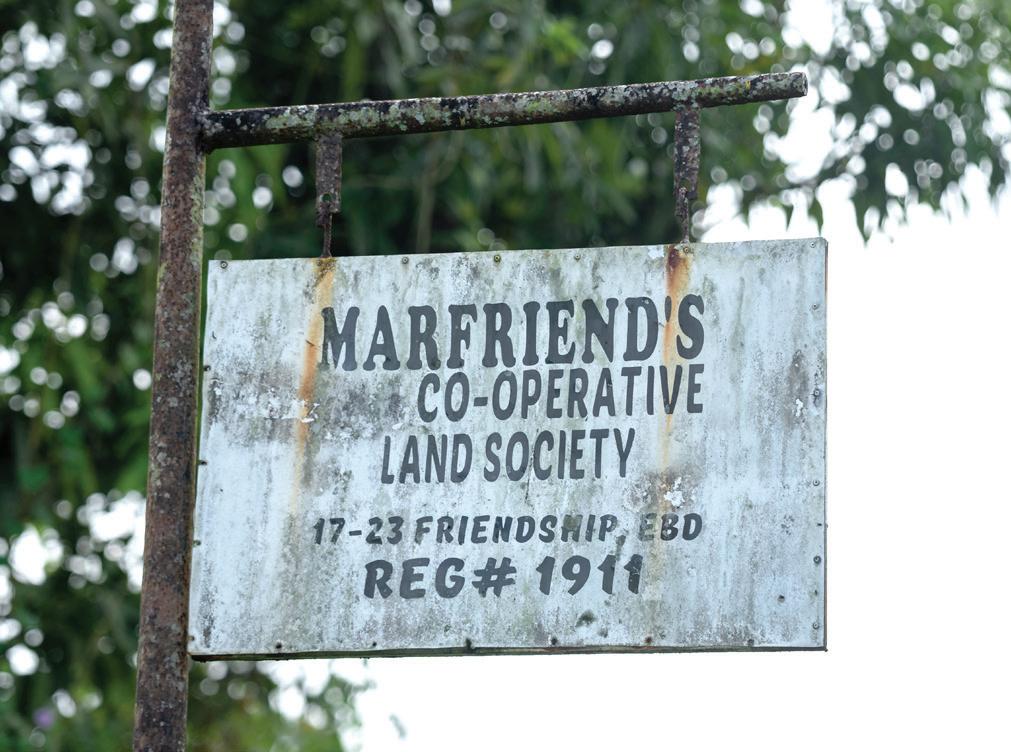 MARFRIEND'S
CO-OPERATIVE
LAND SOCIETY
17-23 FRIENDSHIP, EBD
REG# 1911